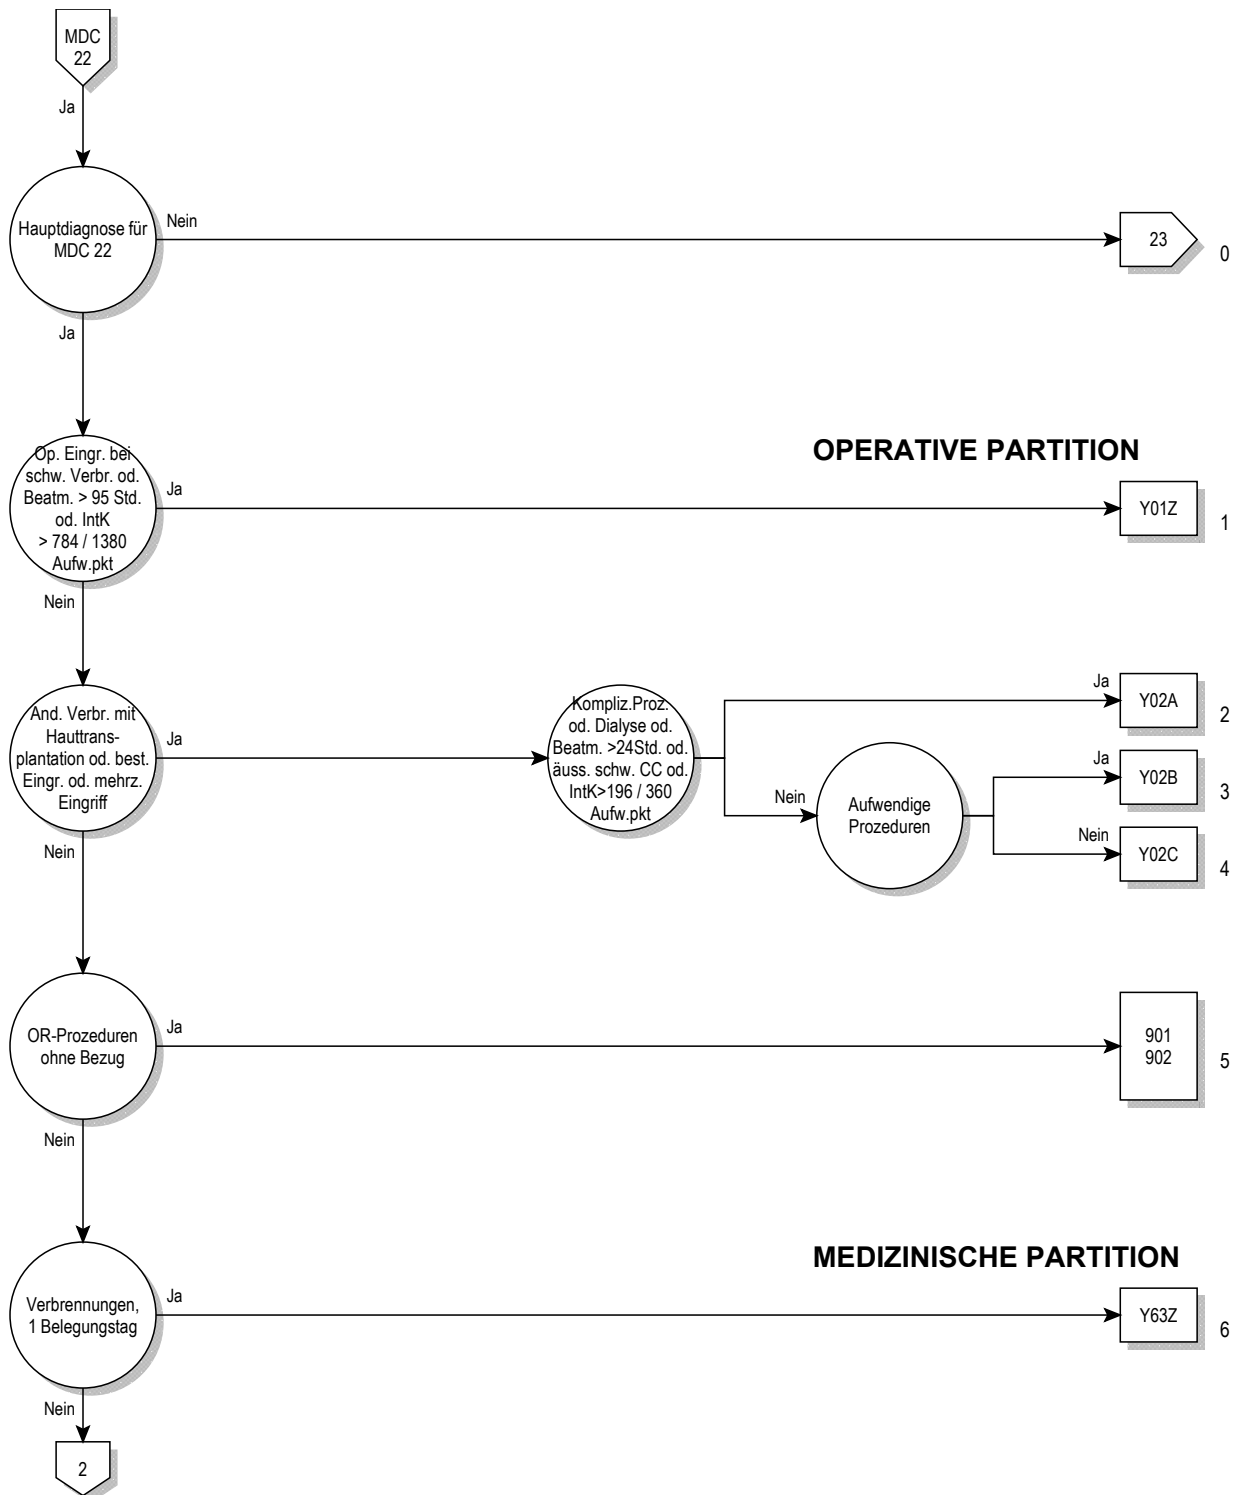 MDC
22
Ja
Hauptdiagnose für
MDC 22
Nein
23
0
Ja
OPERATIVE PARTITION
Op. Eingr. bei
schw. Verbr. od.
Beatm. > 95 Std.
od. IntK
> 784 / 1380
Aufw.pkt
Ja
Y01Z
1
Nein
And. Verbr. mit
Hauttrans-
plantation od. best.
Eingr. od. mehrz.
Eingriff
Ja
Kompliz.Proz.
od. Dialyse od.
Beatm. >24Std. od.
äuss. schw. CC od.
IntK>196 / 360
Aufw.pkt
Ja
Y02A
2
Nein
Aufwendige
Prozeduren
Ja
Y02B
3
Nein
Y02C
4
Nein
OR-Prozeduren
ohne Bezug
Ja
901
902
5
Nein
MEDIZINISCHE PARTITION
Verbrennungen,
1 Belegungstag
Ja
Y63Z
6
Nein
2